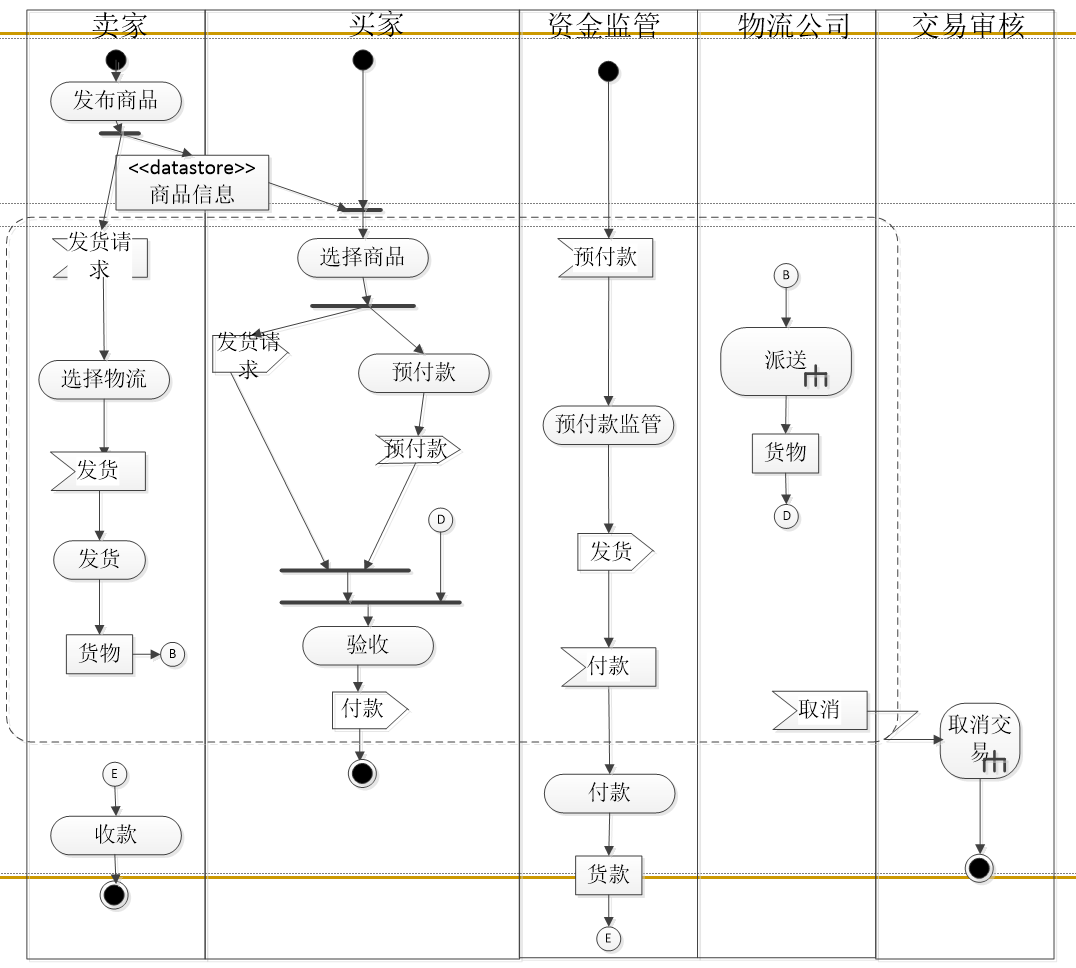 卖家
买家
资金监管
物流公司
交易审核
发布商品
<<datastore>>
商品信息
发货请
求
选择物流
发货
发货
货物
B
E
收款
选择商品
发货请
求
预付款
预付款
D
验收
付款
预付款
预付款监管
发货
付款
付款
货款
E
B
派送
货物
D
取消
取消交
易